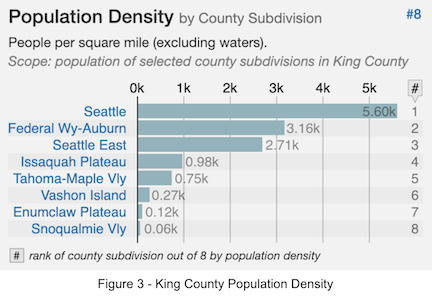 Population Density by County Subdivision #8
People per square mile (excluding waters).
Scope: population of selected county subdivisions in King County
0k 1k 2k 3k 4k 5k #
Seattle 5.60k 1
Federal Wy-Auburn 3.16k 2
Seattle East 2.71k 3
Issaquah Plateau 0.98k 4
Tahoma-Maple Vly 0.75k 5
Vashon Island 0.27k 6
Enumclaw Plateau 0.12k 7
Snoqualmie Vly 0.06k 8
# rank of county subdivision out of 8 by population density
Figure 3 - King County Population Density